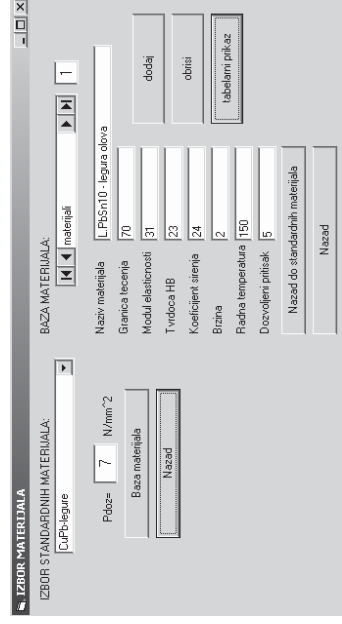 IZBOR MATERIJALA
IZBOR STANDARDNIH MATERIJALA:
CuPb-legure
Pdoz= 7 N/mm^2
Baza materijala
Nazad
BAZA MATERIJALA:
materijali
1
Naziv materijala L.PbSn10 - legura olova
Granica tecenja 70
Modul elasticnosti 31
Tvrdoca HB 23
Koeficijent sirenja 24
Brzina 2
Radna temperatura 150
Dozvoljeni pritisak 5
dodaj
obrisi
tabelarni prikaz
Nazad do standardnih materijala
Nazad